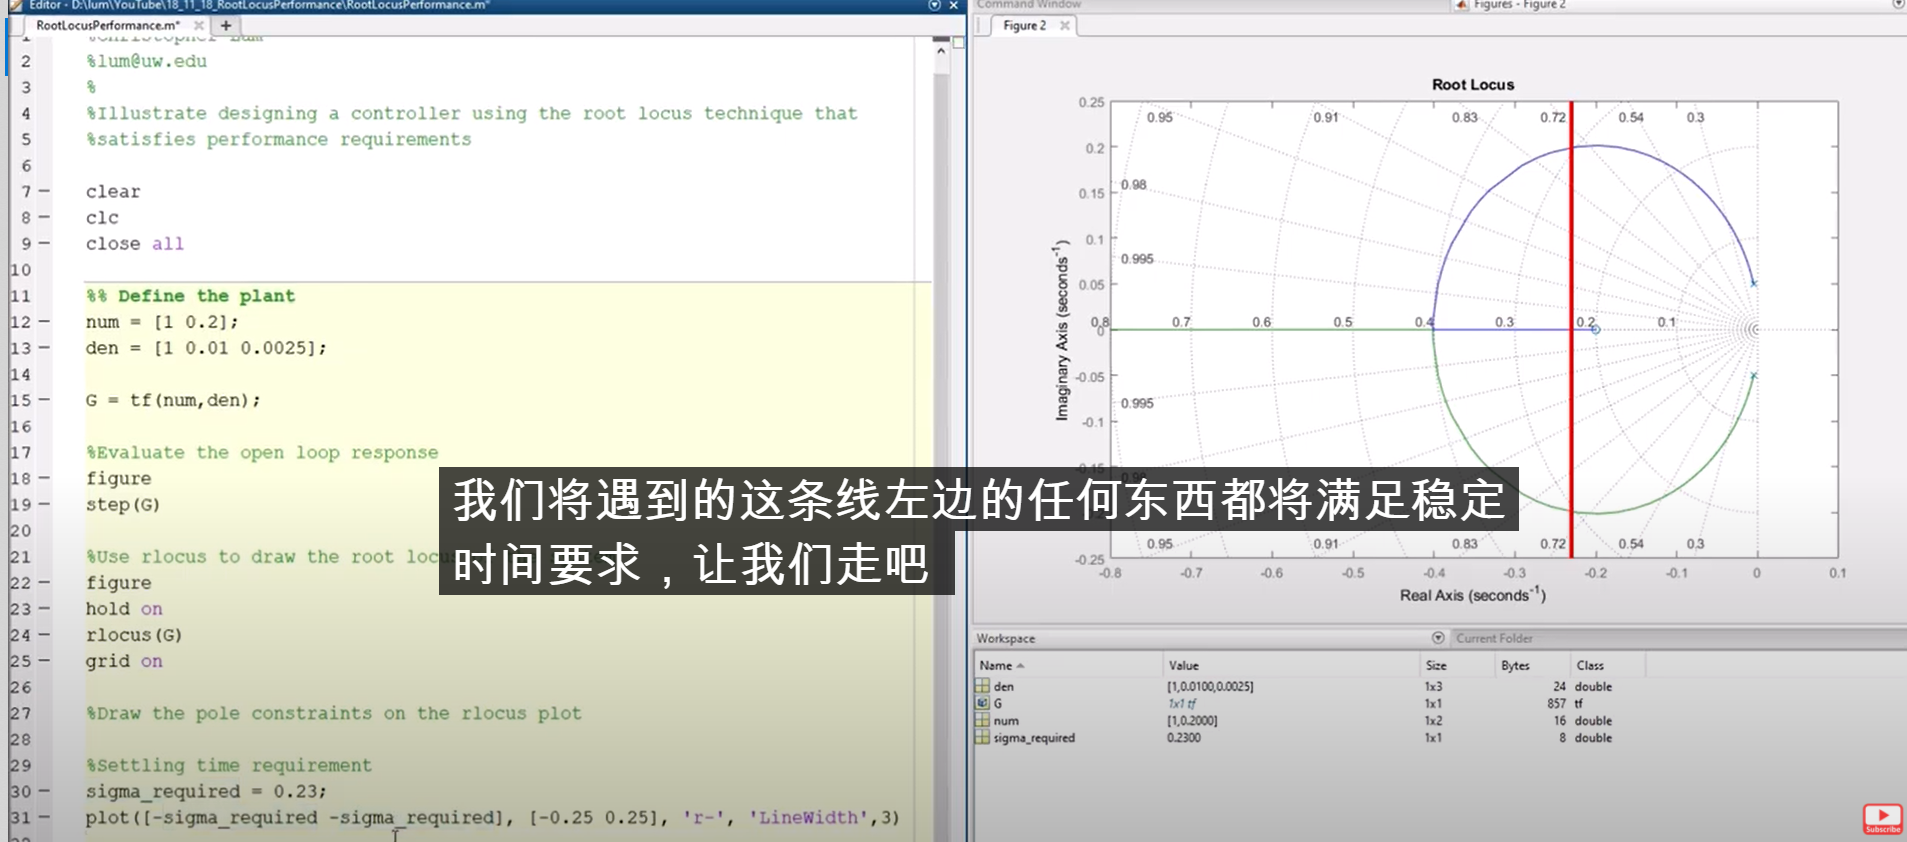 Editor - D:\lum\YouTube\18_11_18_RootLocusPerformance\RootLocusPerformance.m*
RootLocusPerformance.m*
1 %Christopher Lum
2 %lum@uw.edu
3 %
4 %Illustrate designing a controller using the root locus technique that
5 %satisfies performance requirements
6
7 clear
8 clc
9 close all
10
11 %% Define the plant
12 num = [1 0.2];
13 den = [1 0.01 0.0025];
14
15 G = tf(num,den);
16
17 %Evaluate the open loop response
18 figure
19 step(G)
20
21 %Use rlocus to draw the root locu
22 figure
23 hold on
24 rlocus(G)
25 grid on
26
27 %Draw the pole constraints on the rlocus plot
28
29 %Settling time requirement
30 sigma_required = 0.23;
31 plot([-sigma_required -sigma_required], [-0.25 0.25], 'r-', 'LineWidth',3)
Command Window
Figures - Figure 2
Figure 2
Root Locus
0.25
0.95 0.91 0.83 0.72 0.54 0.3
0.2
0.98
0.15
0.1
0.995
0.05
0.8 0.7 0.6 0.5 0.4 0.3 0.2 0.1
0
-0.05
0.995
-0.1
-0.15
0.98
0.95 0.91 0.83 0.72 0.54 0.3
-0.25
-0.8 -0.7 -0.6 -0.5 -0.4 -0.3 -0.2 -0.1 0 0.1
Imaginary Axis (seconds-1)
Real Axis (seconds-1)
我们将遇到的这条线左边的任何东西都将满足稳定
时间要求，让我们走吧
Workspace
Current Folder
Name Value Size Bytes Class
den [1,0.0100,0.0025] 1x3 24 double
G 1x1 tf 1x1 857 tf
num [1,0.2000] 1x2 16 double
sigma_required 0.2300 1x1 8 double
Subscribe